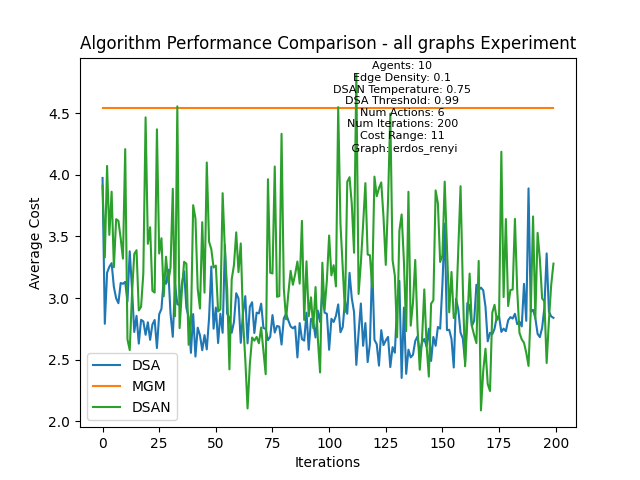 Algorithm Performance Comparison - all graphs Experiment
Agents: 10
Edge Density: 0.1
DSAN Temperature: 0.75
DSA Threshold: 0.99
Num Actions: 6
Num Iterations: 200
Cost Range: 11
Graph: erdos_renyi
Average Cost
4.5
4.0
3.5
3.0
2.5
2.0
DSA
MGM
DSAN
0 25 50 75 100 125 150 175 200
Iterations